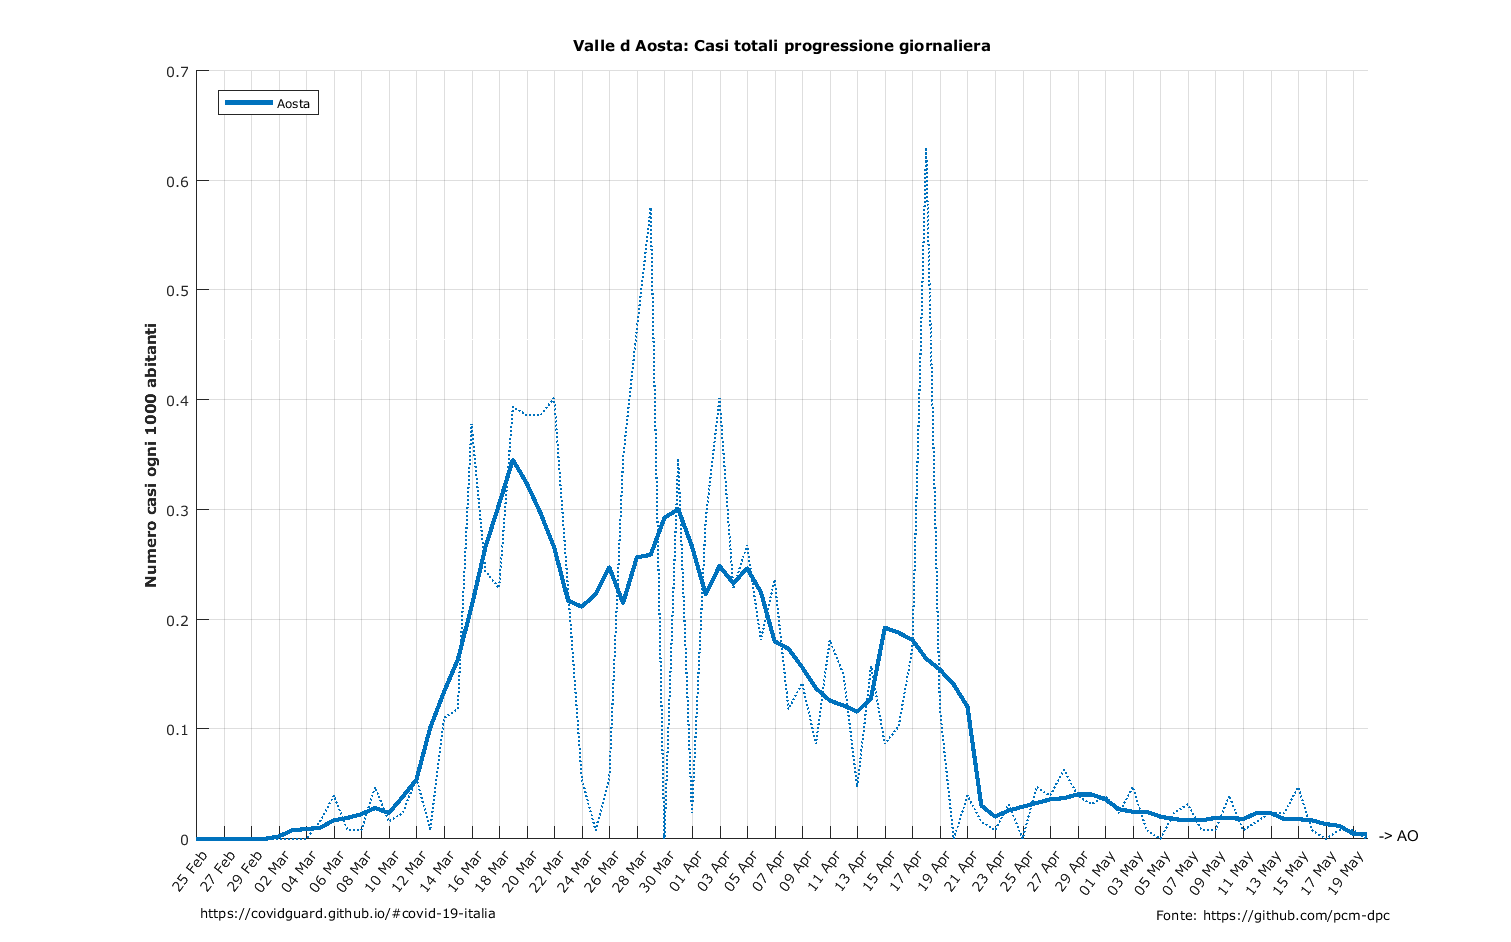 Valle d Aosta: Casi totali progressione giornaliera
Aosta
Numero casi ogni 1000 abitanti
0.7
0.6
0.5
0.4
0.3
0.2
0.1
0
25 Feb
27 Feb
29 Feb
02 Mar
04 Mar
06 Mar
08 Mar
10 Mar
12 Mar
14 Mar
16 Mar
18 Mar
20 Mar
22 Mar
24 Mar
26 Mar
28 Mar
30 Mar
01 Apr
03 Apr
05 Apr
07 Apr
09 Apr
11 Apr
13 Apr
15 Apr
17 Apr
19 Apr
21 Apr
23 Apr
25 Apr
27 Apr
29 Apr
01 May
03 May
05 May
07 May
09 May
11 May
13 May
15 May
17 May
19 May
-> AO
https://covidguard.github.io/#covid-19-italia
Fonte: https://github.com/pcm-dpc